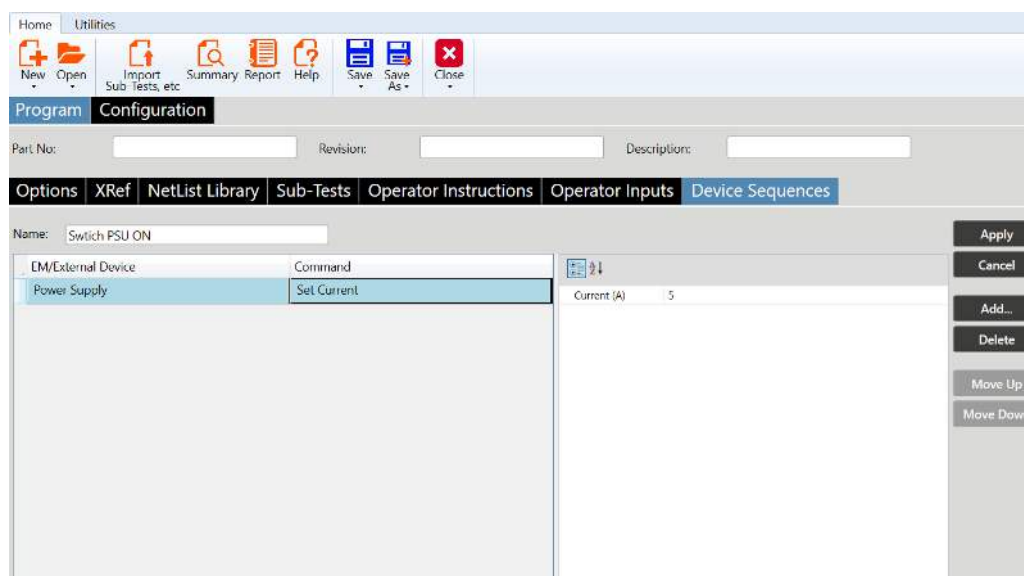 Home Utilities
New Open Import Sub-Tests, etc Summary Report Help Save Save As Close
Program Configuration
Part No: Revision: Description:
Options XRef NetList Library Sub-Tests Operator Instructions Operator Inputs Device Sequences
Name: Swtich PSU ON
Apply
EM/External Device Command
Cancel
Power Supply Set Current
Current (A) 5
Add...
Delete
Move Up
Move Dow